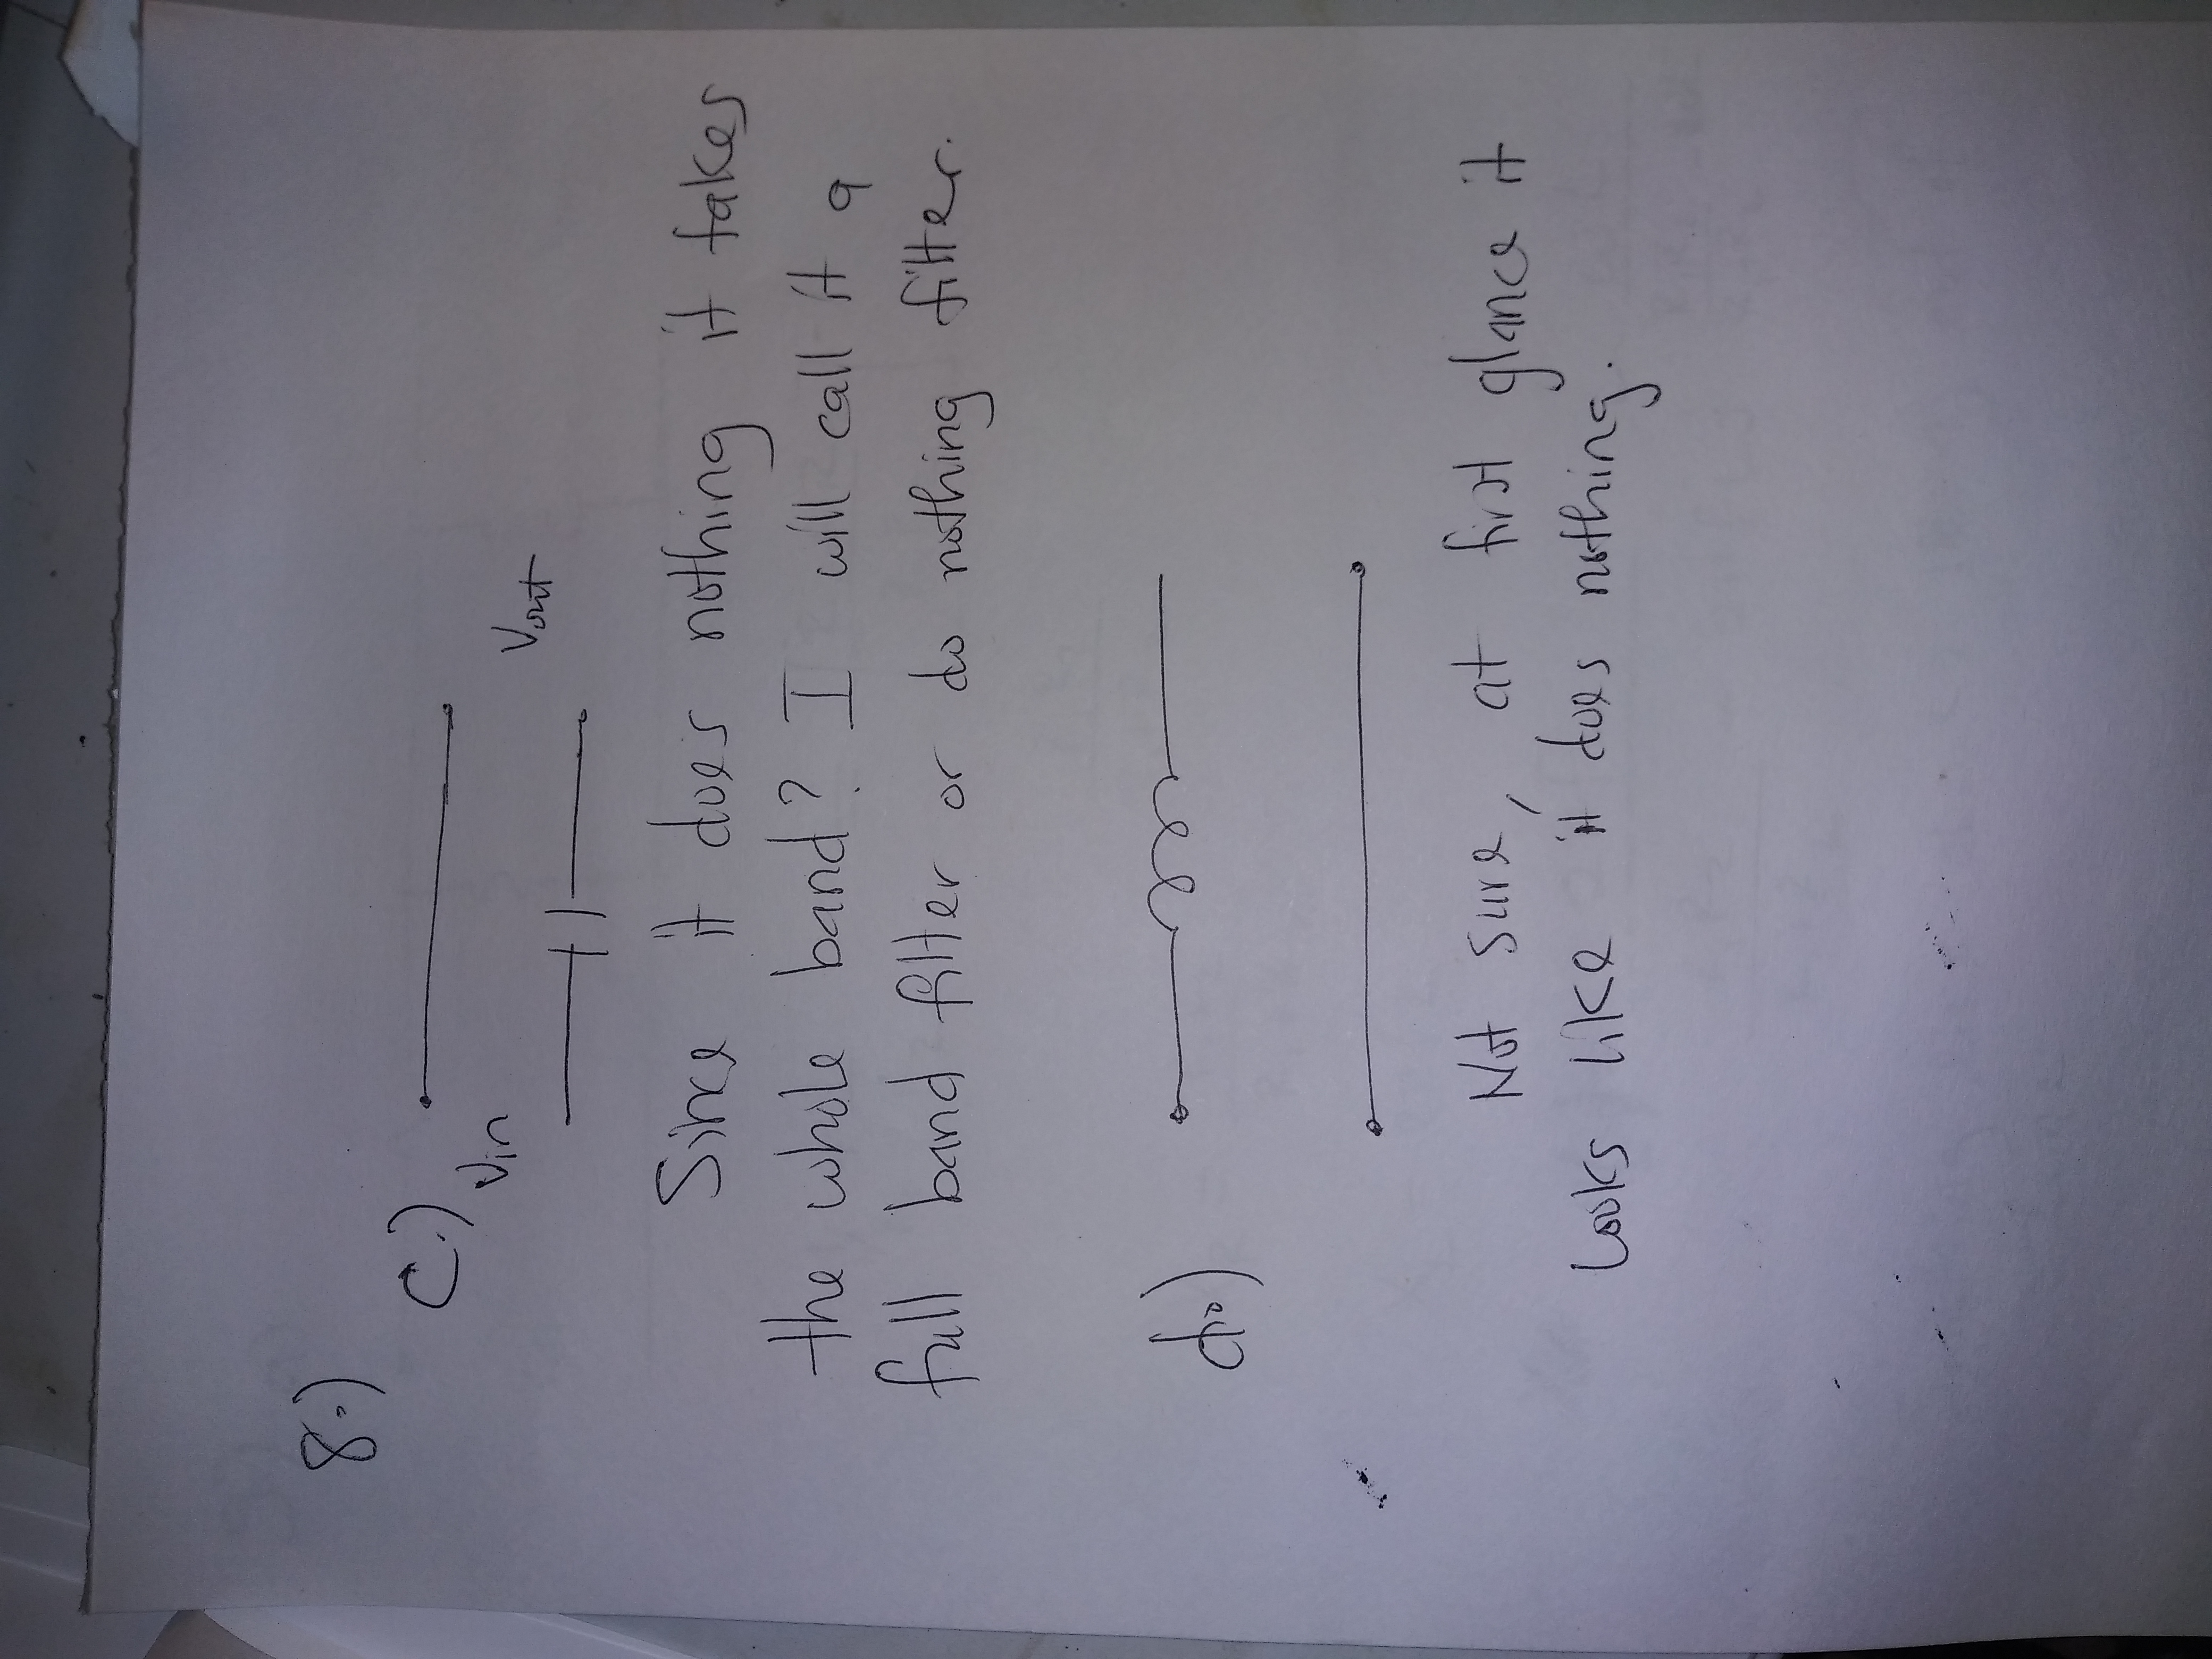 8.)
C.)
Vin
Vout
Since it does nothing it takes
the whole band? I will call it a
full band filter or do nothing filter.
d.)
Not sure, at first glance it
looks like it does nothing.